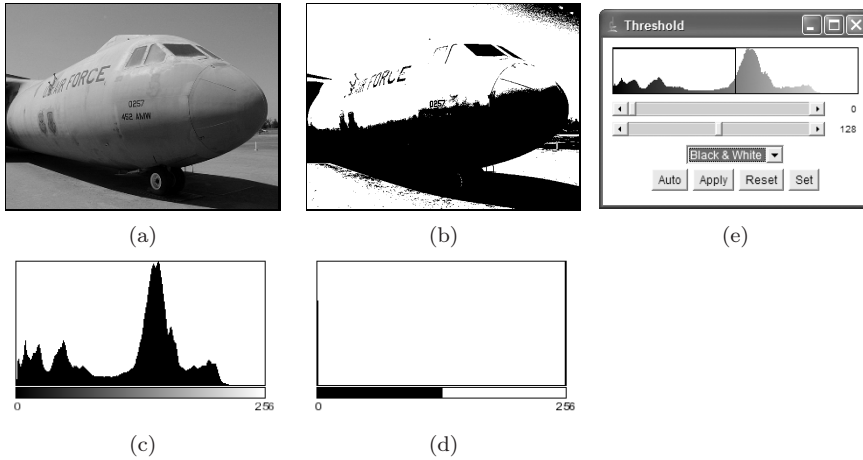 AIR FORCE
0257
452 AMW
(a)
AIR FORCE
0257
(b)
Threshold
0
128
Black & White
Auto Apply Reset Set
(e)
0 256
(c)
0 256
(d)